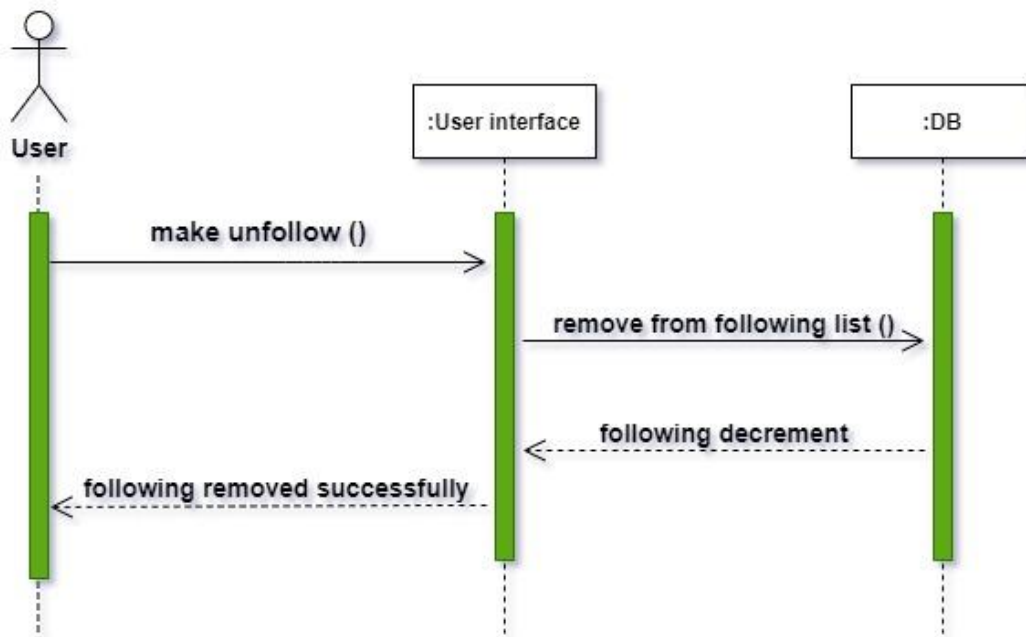 User
:User interface
:DB
make unfollow ()
remove from following list ()
following decrement
following removed successfully